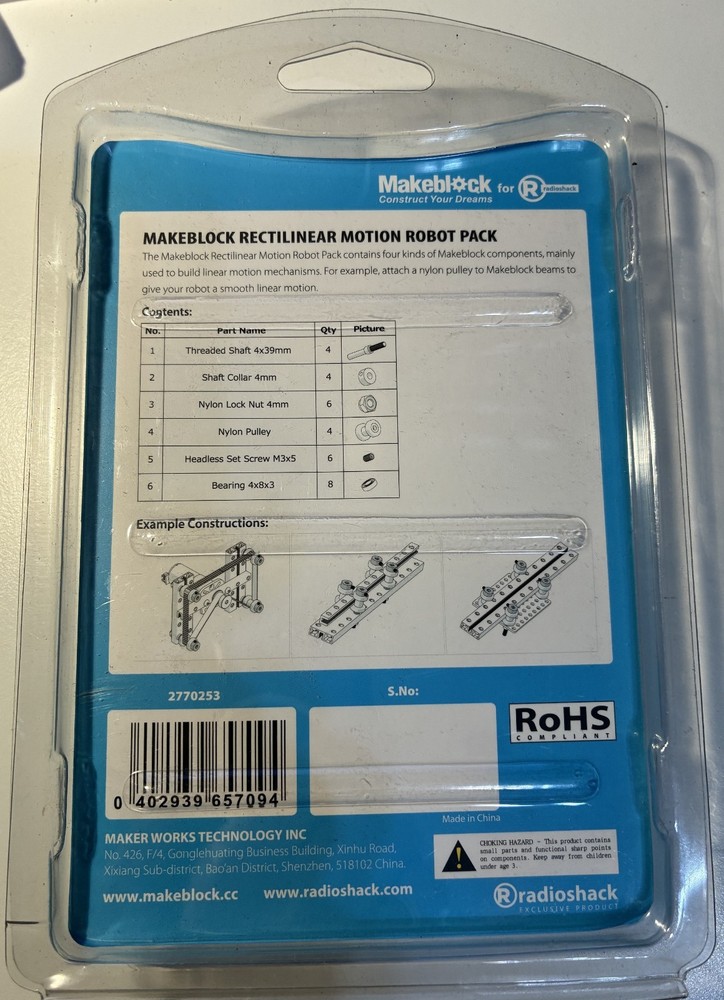 Makeblock for R radioshack
Construct Your Dreams
MAKEBLOCK RECTILINEAR MOTION ROBOT PACK
The Makeblock Rectilinear Motion Robot Pack contains four kinds of Makeblock components, mainly
used to build linear motion mechanisms. For example, attach a nylon pulley to Makeblock beams to
give your robot a smooth linear motion.
Cogtents:
No. Part Name Qty Picture
1 Threaded Shaft 4x39mm 4
2 Shaft Collar 4mm 4
3 Nylon Lock Nut 4mm 6
4 Nylon Pulley 4
5 Headless Set Screw M3x5 6
6 Bearing 4x8x3 8
Example Constructions:
2770253 S.No:
RoHS
COMPLIANT
0 402939 657094
Made in China
MAKER WORKS TECHNOLOGY INC
No. 426, F/4, Gonglehuating Business Building, Xinhu Road,
Xixiang Sub-district, Bao'an District, Shenzhen, 518102 China.
www.makeblock.cc www.radioshack.com
CHOKING HAZARD - This product contains
small parts and functional sharp points
on components. Keep away from children
under age 3.
R radioshack
EXCLUSIVE PRODUCT